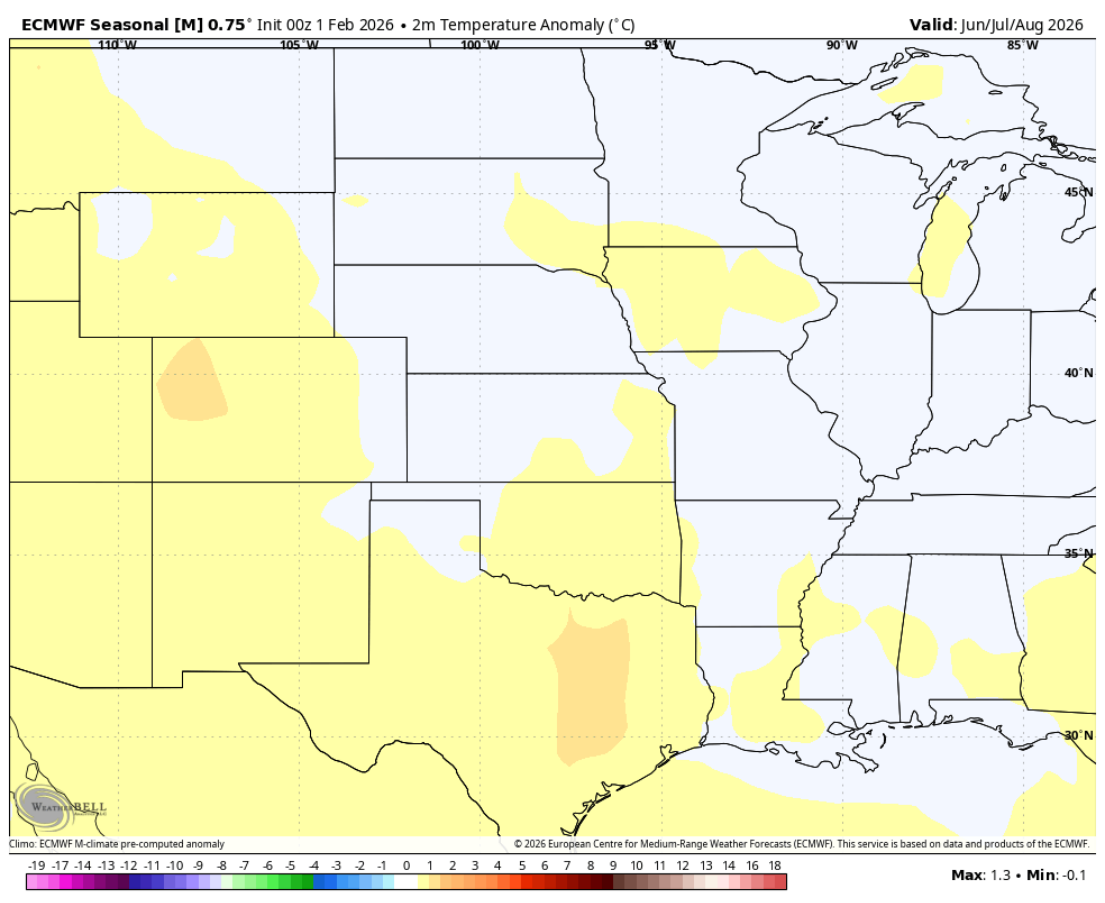 ECMWF Seasonal [M] 0.75° Init 00z 1 Feb 2026 • 2m Temperature Anomaly (°C) Valid: Jun/Jul/Aug 2026
110°W 105°W 100°W 95°W 90°W 85°W
45°N
40°N
35°N
30°N
WEATHERBELL
Climo: ECMWF M-climate pre-computed anomaly © 2026 European Centre for Medium-Range Weather Forecasts (ECMWF). This service is based on data and products of the ECMWF.
-19 -17 -14 -13 -12 -11 -10 -9 -8 -7 -6 -5 -4 -3 -2 -1 0 1 2 3 4 5 6 7 8 9 10 11 12 13 14 16 18
Max: 1.3 • Min: -0.1